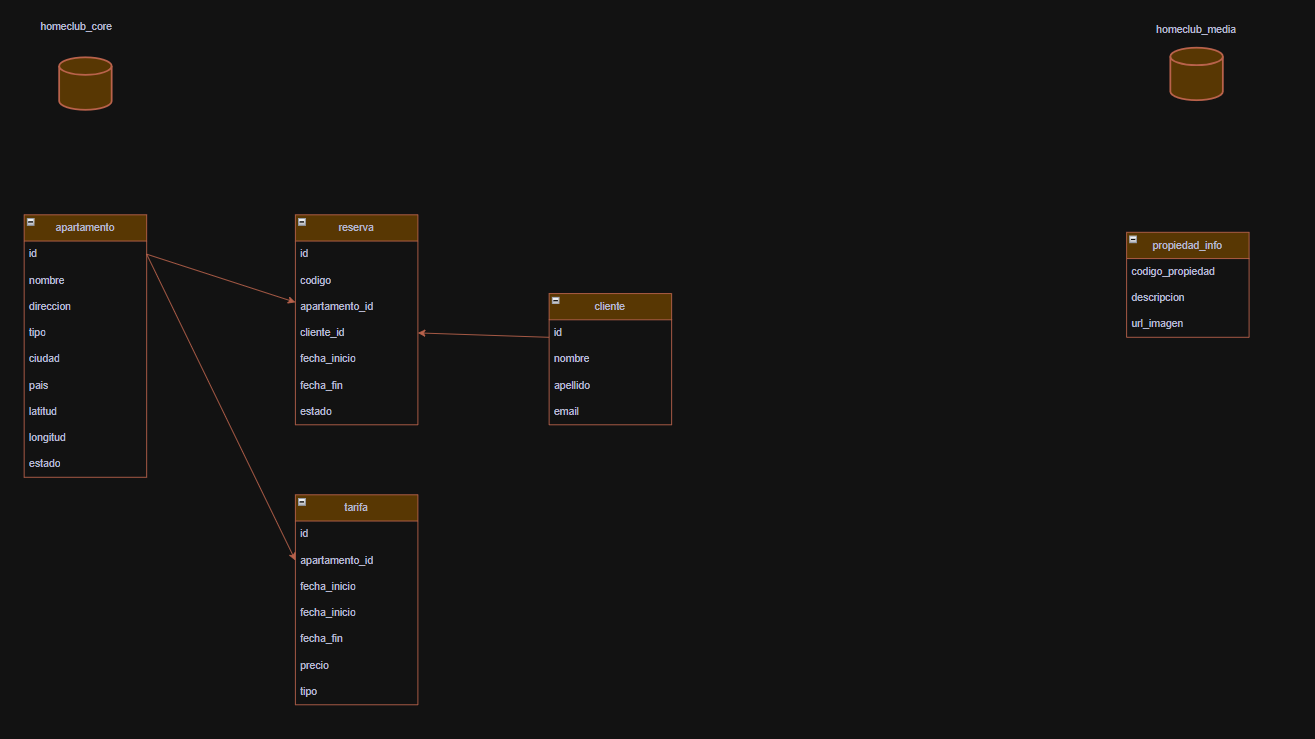 homeclub_core
homeclub_media
apartamento
id
nombre
direccion
tipo
ciudad
pais
latitud
longitud
estado
reserva
id
codigo
apartamento_id
cliente_id
fecha_inicio
fecha_fin
estado
cliente
id
nombre
apellido
email
tarifa
id
apartamento_id
fecha_inicio
fecha_inicio
fecha_fin
precio
tipo
propiedad_info
codigo_propiedad
descripcion
url_imagen